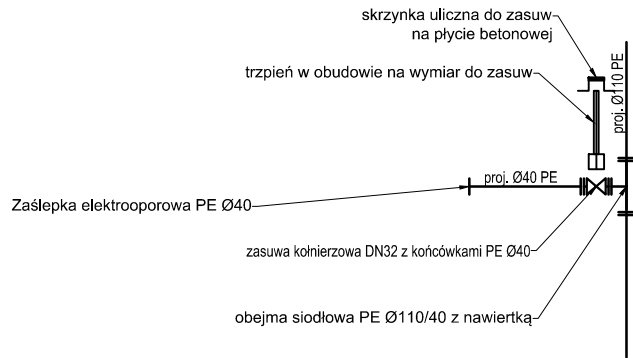 skrzynka uliczna do zasuw
na płycie betonowej
trzpień w obudowie na wymiar do zasuw
proj. Ø110 PE
proj. Ø40 PE
Zaślepka elektrooporowa PE Ø40
zasuwa kołnierzowa DN32 z końcówkami PE Ø40
obejma siodłowa PE Ø110/40 z nawiertką